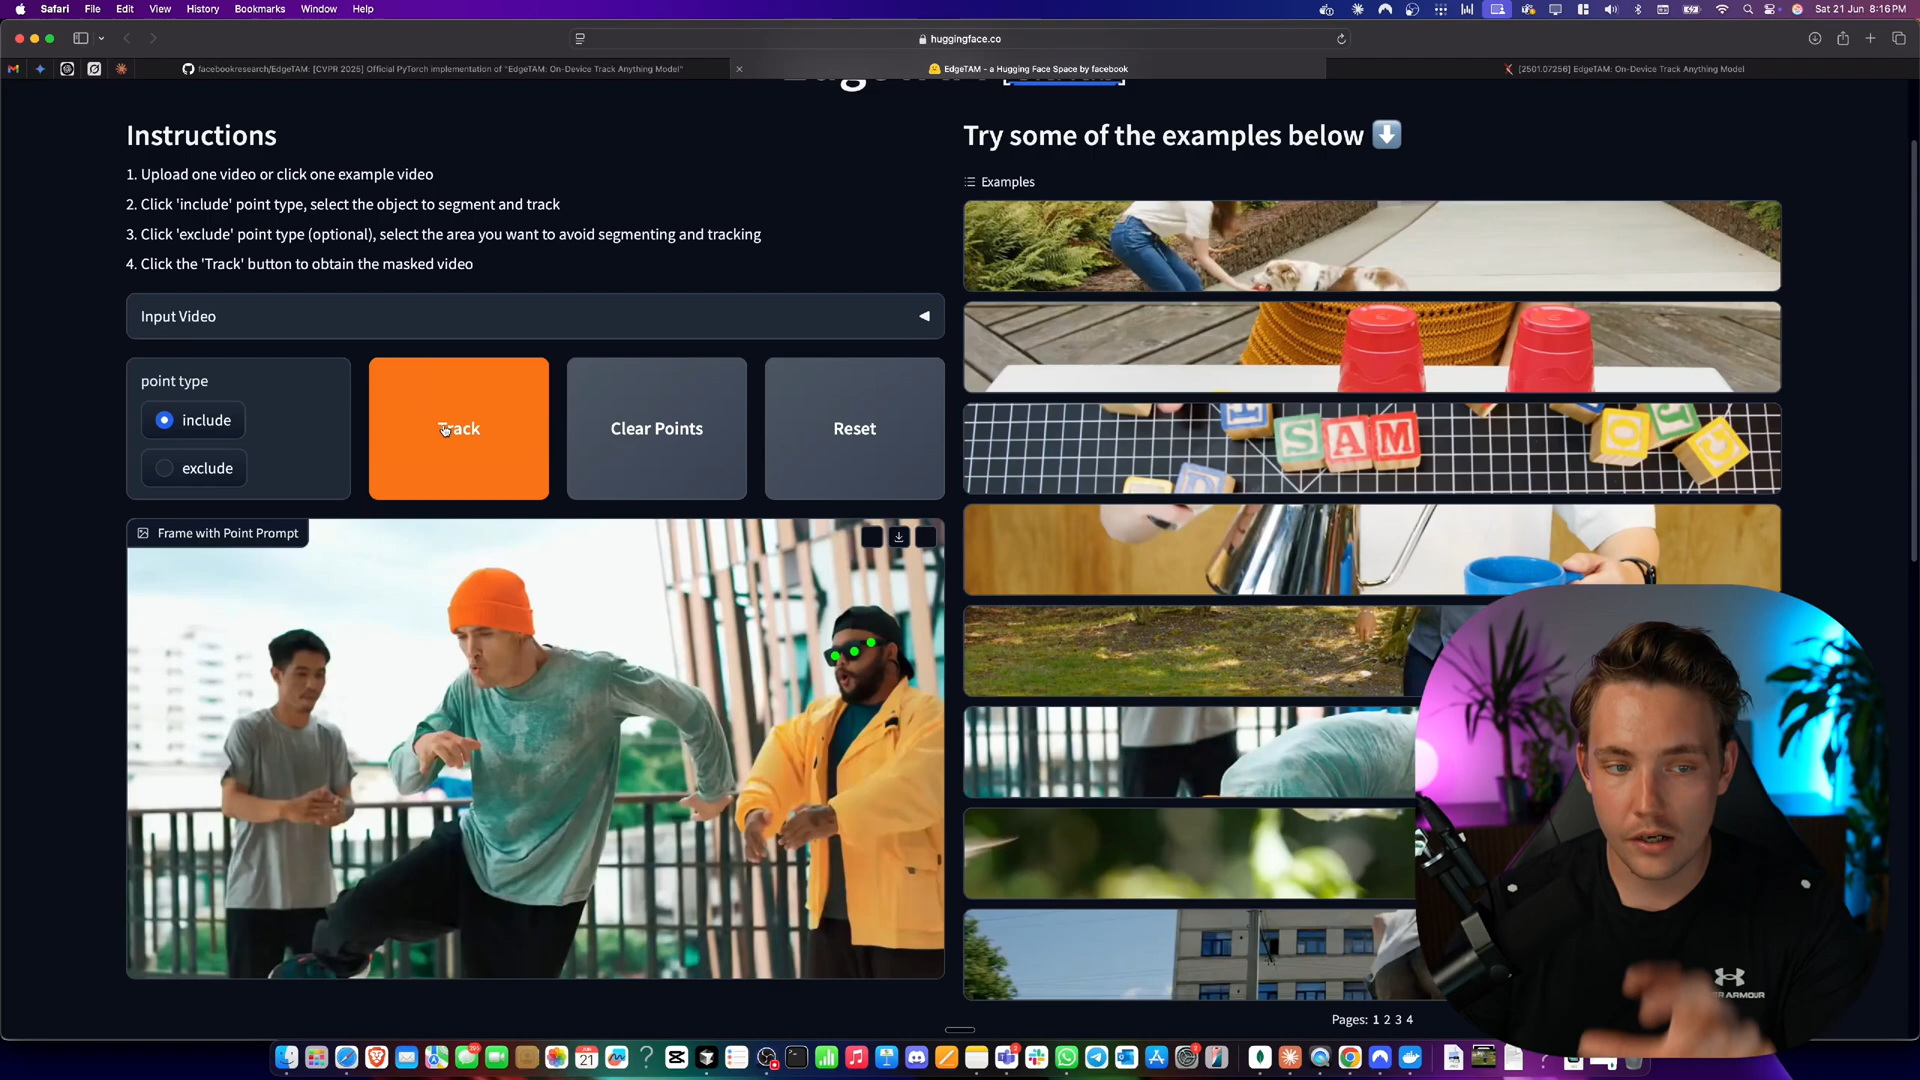 Safari File Edit View History Bookmarks Window Help
Sat 21 Jun 8:16 PM
huggingface.co
facebookresearch/EdgeTAM: [CVPR 2025] Official PyTorch implementation of "EdgeTAM: On-Device Track Anything Model"
EdgeTAM - a Hugging Face Space by facebook
[2501.07256] EdgeTAM: On-Device Track Anything Model
Instructions
1. Upload one video or click one example video
2. Click 'include' point type, select the object to segment and track
3. Click 'exclude' point type (optional), select the area you want to avoid segmenting and tracking
4. Click the 'Track' button to obtain the masked video
Input Video
point type
include
exclude
Track
Clear Points
Reset
Frame with Point Prompt
Try some of the examples below
Examples
SAM
Pages: 1 2 3 4